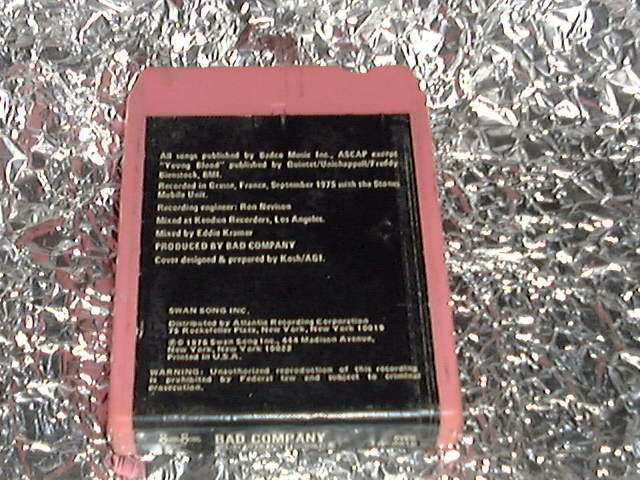 All songs published by Badco Music Inc., ASCAP except
"Young Blood" published by Quintet/Unichappell/Freddy
Bienstock, BMI.
Recorded in Grasse, France, September 1975 with the Stones
Mobile Unit.
Recording engineer: Ron Nevison
Mixed at Kendun Recorders, Los Angeles.
Mixed by Eddie Kramer
PRODUCED BY BAD COMPANY
Cover designed & prepared by Kosh/AGI.
SWAN SONG INC.
Distributed by Atlantic Recording Corporation
75 Rockefeller Plaza, New York, New York 10019
℗© 1976 Swan Song Inc., 444 Madison Avenue,
New York, New York 10022
Printed in U.S.A.
WARNING: Unauthorized reproduction of this recording
is prohibited by Federal law and subject to criminal
prosecution.
BAD COMPANY